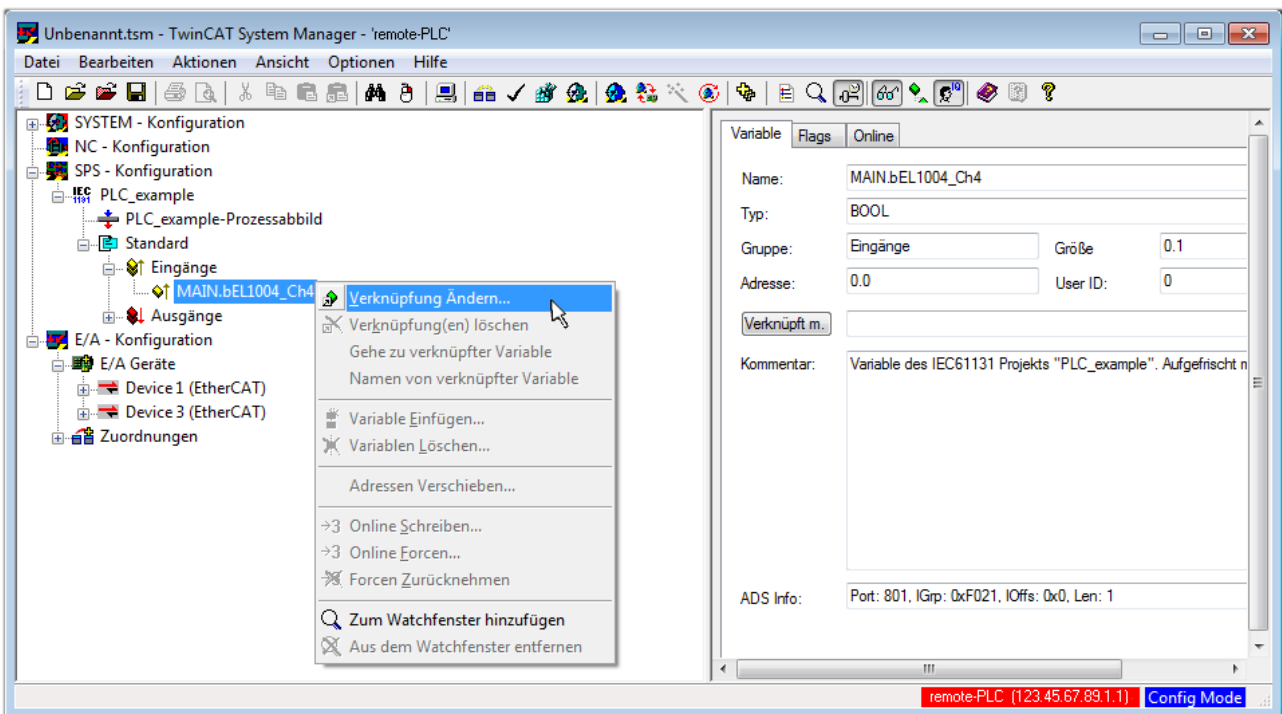 Unbenannt.tsm - TwinCAT System Manager - 'remote-PLC'
Datei Bearbeiten Aktionen Ansicht Optionen Hilfe
SYSTEM - Konfiguration
NC - Konfiguration
SPS - Konfiguration
IEC 1131 PLC_example
PLC_example-Prozessabbild
Standard
Eingänge
MAIN.bEL1004_Ch4
Ausgänge
E/A - Konfiguration
E/A Geräte
Device 1 (EtherCAT)
Device 3 (EtherCAT)
Zuordnungen
Verknüpfung Ändern...
Verknüpfung(en) löschen
Gehe zu verknüpfter Variable
Namen von verknüpfter Variable
Variable Einfügen...
Variablen Löschen...
Adressen Verschieben...
→3 Online Schreiben...
→3 Online Forcen...
Forcen Zurücknehmen
Zum Watchfenster hinzufügen
Aus dem Watchfenster entfernen
Variable Flags Online
Name: MAIN.bEL1004_Ch4
Typ: BOOL
Gruppe: Eingänge Größe 0.1
Adresse: 0.0 User ID: 0
Verknüpft m.
Kommentar: Variable des IEC61131 Projekts "PLC_example". Aufgefrischt
ADS Info: Port: 801, IGrp: 0xF021, IOffs: 0x0, Len: 1
remote-PLC (123.45.67.89.1.1) Config Mode